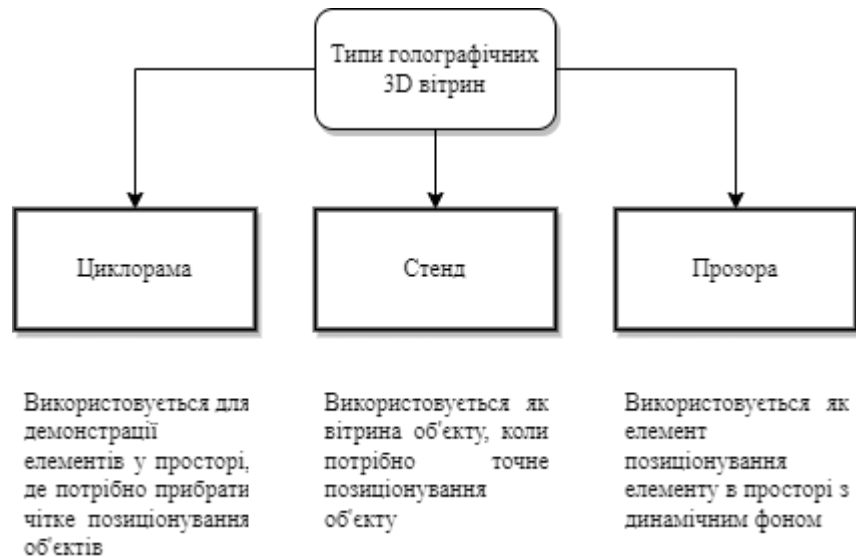 Типи голографічних
3D вітрин
Циклорама
Стенд
Прозора
Використовується для
демонстрації
елементів у просторі,
де потрібно прибрати
чітке позиціонування
об'єктів
Використовується як
вітрина об'єкту, коли
потрібно точне
позиціонування
об'єкту
Використовується як
елемент
позиціонування
елементу в просторі з
динамічним фоном